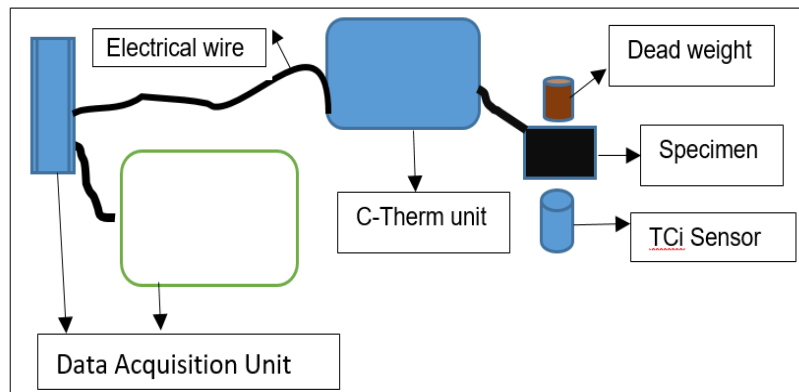 Electrical wire
Dead weight
Specimen
C-Therm unit
TCi Sensor
Data Acquisition Unit